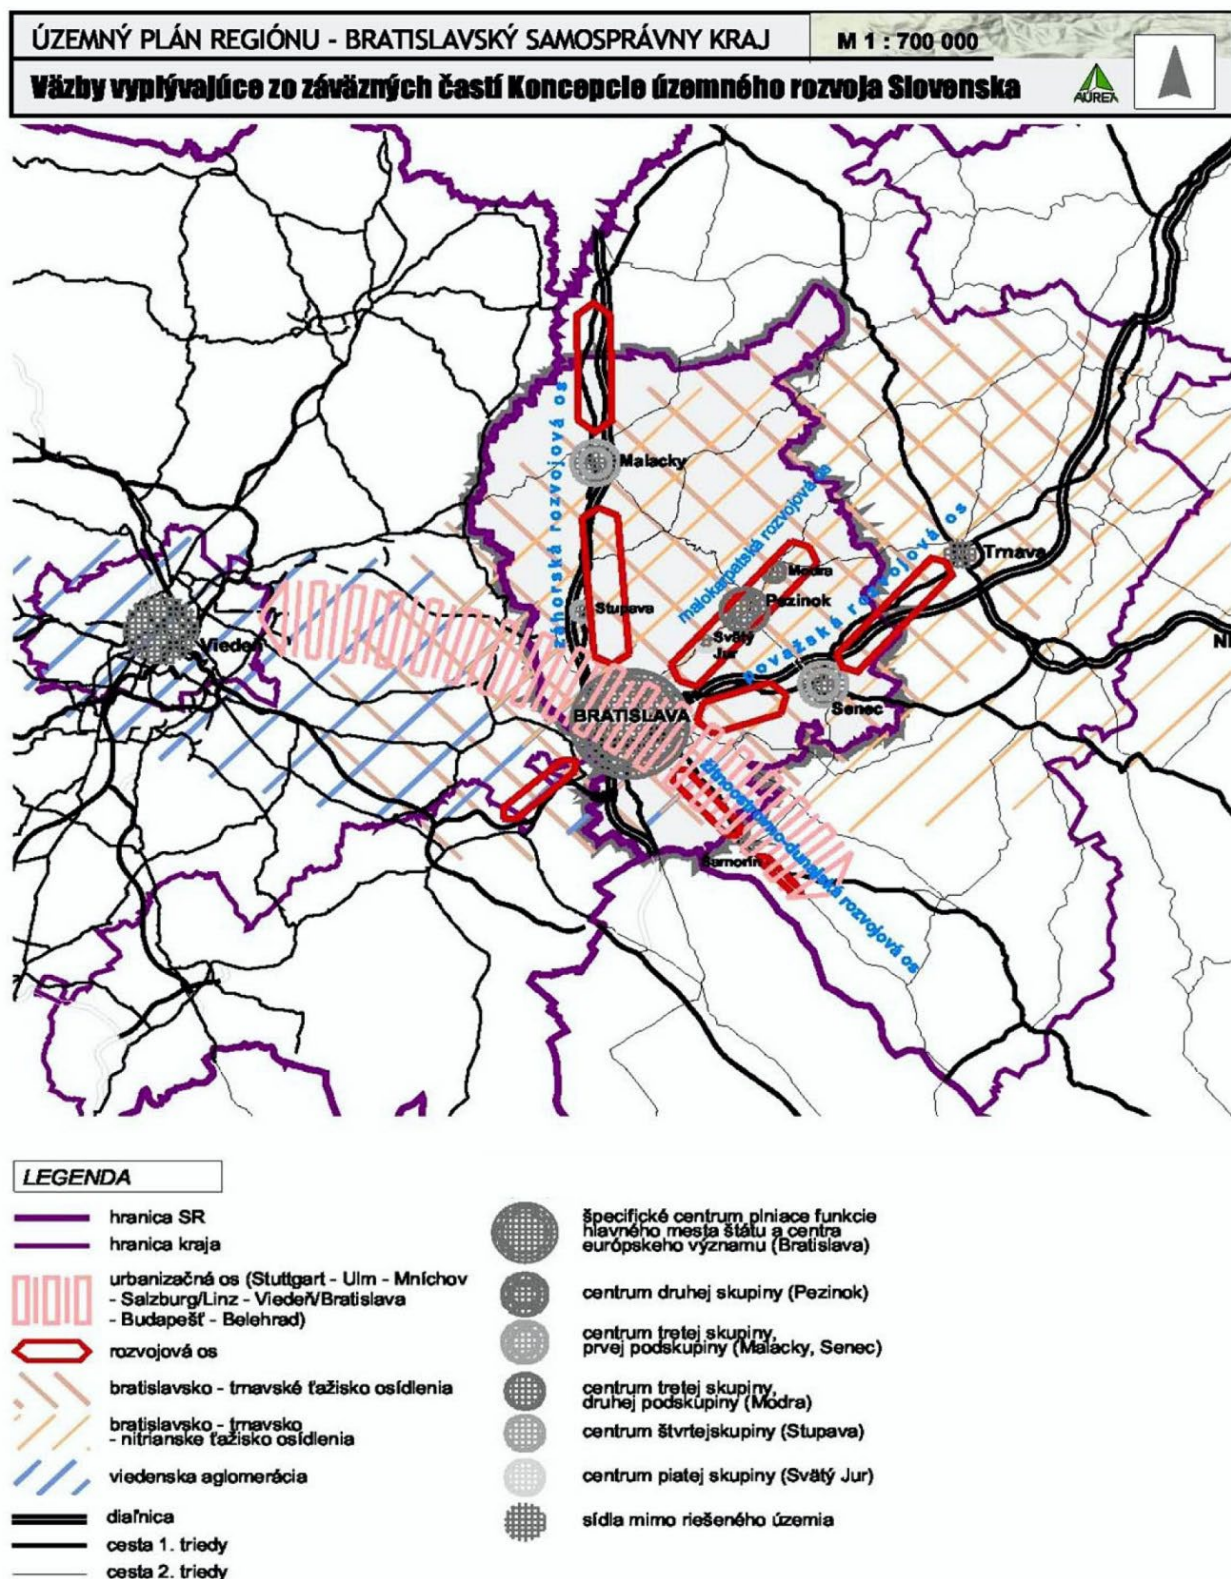 ÚZEMNÝ PLÁN REGIÓNU - BRATISLAVSKÝ SAMOSPRÁVNY KRAJ
M 1 : 700 000
Väzby vyplývajúce zo záväzných častí Koncepcie územného rozvoja Slovenska
AUREX
záhorská rozvojová os
Malacky
malokarpatská rozvojová os
považská rozvojová os
Trnava
Modra
Pezinok
Stupava
Svätý
Jur
Viedeň
Senec
BRATISLAVA
žitnoostrovno-dunajská rozvojová os
Šamorín
LEGENDA
hranica SR
hranica kraja
urbanizačná os (Stuttgart - Ulm - Mníchov
- Salzburg/Linz - Viedeň/Bratislava
- Budapešť - Belehrad)
rozvojová os
bratislavsko - trnavské ťažisko osídlenia
bratislavsko - trnavsko
- nitrianske ťažisko osídlenia
viedenska aglomerácia
diaľnica
cesta 1. triedy
cesta 2. triedy
špecifické centrum plniace funkcie
hlavného mesta štátu a centra
európskeho významu (Bratislava)
centrum druhej skupiny (Pezinok)
centrum tretej skupiny,
prvej podskupiny (Malacky, Senec)
centrum tretej skupiny,
druhej podskupiny (Modra)
centrum štvrtejskupiny (Stupava)
centrum piatej skupiny (Svätý Jur)
sídla mimo riešeného územia